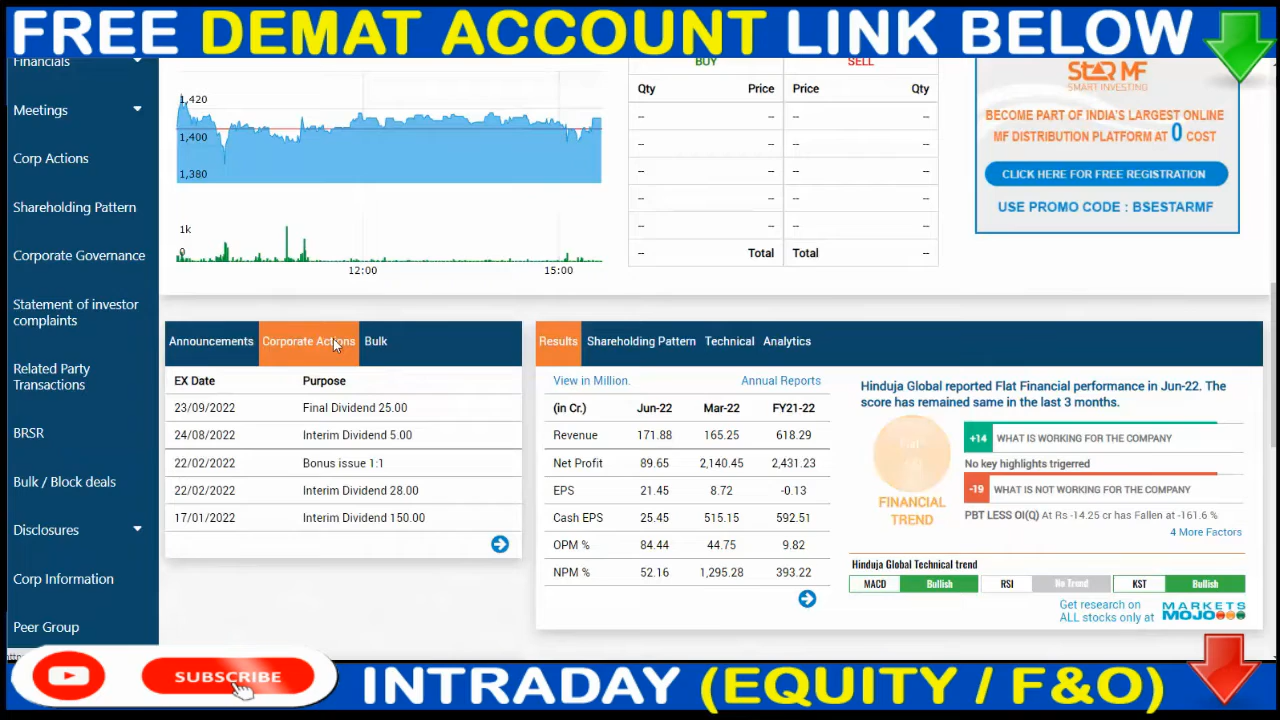 FREE DEMAT ACCOUNT LINK BELOW
Financials
Meetings
Corp Actions
Shareholding Pattern
Corporate Governance
Statement of investor
complaints
Related Party
Transactions
BRSR
Bulk / Block deals
Disclosures
Corp Information
Peer Group
1,420
1,400
1,380
1k
0
12:00 15:00
BUY SELL
Qty Price Price Qty
-- -- -- --
-- -- -- --
-- -- -- --
-- -- -- --
-- -- -- --
-- Total Total --
StAR MF
SMART INVESTING
BECOME PART OF INDIA'S LARGEST ONLINE
MF DISTRIBUTION PLATFORM AT 0 COST
CLICK HERE FOR FREE REGISTRATION
USE PROMO CODE : BSESTARMF
Announcements Corporate Actions Bulk
EX Date Purpose
23/09/2022 Final Dividend 25.00
24/08/2022 Interim Dividend 5.00
22/02/2022 Bonus issue 1:1
22/02/2022 Interim Dividend 28.00
17/01/2022 Interim Dividend 150.00
Results Shareholding Pattern Technical Analytics
View in Million. Annual Reports
(in Cr.) Jun-22 Mar-22 FY21-22
Revenue 171.88 165.25 618.29
Net Profit 89.65 2,140.45 2,431.23
EPS 21.45 8.72 -0.13
Cash EPS 25.45 515.15 592.51
OPM % 84.44 44.75 9.82
NPM % 52.16 1,295.28 393.22
Hinduja Global reported Flat Financial performance in Jun-22. The
score has remained same in the last 3 months.
FINANCIAL
TREND
+14 WHAT IS WORKING FOR THE COMPANY
No key highlights trigerred
-19 WHAT IS NOT WORKING FOR THE COMPANY
PBT LESS OI(Q) At Rs -14.25 cr has Fallen at -161.6 %
4 More Factors
Hinduja Global Technical trend
MACD Bullish RSI No Trend KST Bullish
Get research on
ALL stocks only at
MARKETS
MOJO
SUBSCRIBE
INTRADAY (EQUITY / F&O)